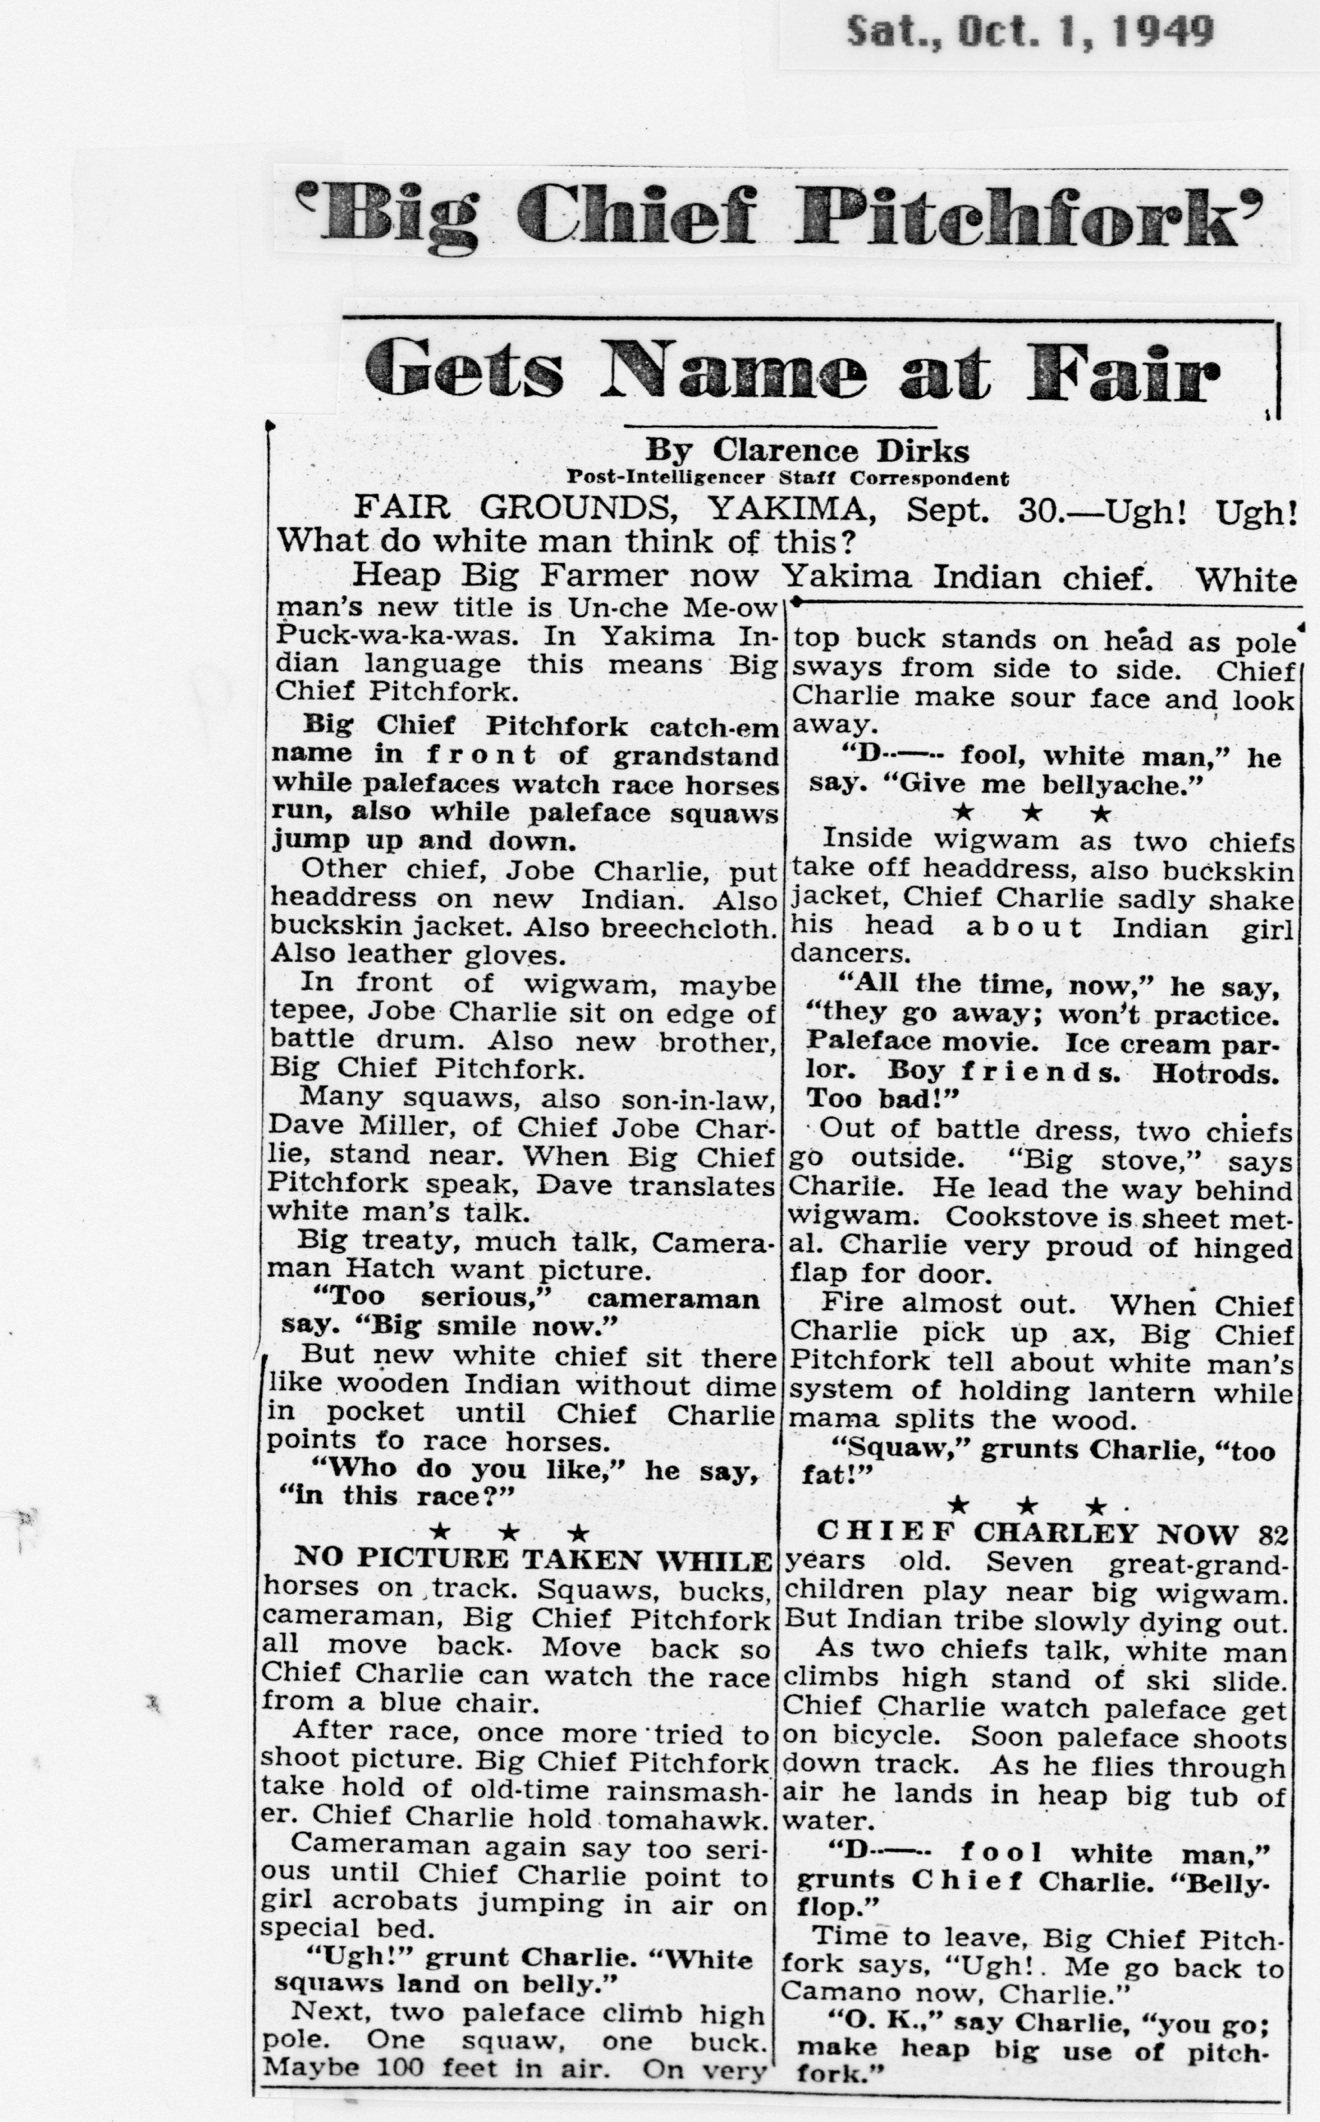 Sat., Oct. 1, 1949
‘Big Chief Pitchfork’
Gets Name at Fair
By Clarence Dirks
Post-Intelligencer Staff Correspondent
FAIR GROUNDS, YAKIMA, Sept. 30.—Ugh! Ugh!
What do white man think of this?
Heap Big Farmer now Yakima Indian chief. White
man’s new title is Un-che Me-ow
Puck-wa-ka-was. In Yakima In-
dian language this means Big
Chief Pitchfork.
Big Chief Pitchfork catch-em
name in front of grandstand
while palefaces watch race horses
run, also while paleface squaws
jump up and down.
Other chief, Jobe Charlie, put
headdress on new Indian. Also
buckskin jacket. Also breechcloth.
Also leather gloves.
In front of wigwam, maybe
tepee, Jobe Charlie sit on edge of
battle drum. Also new brother,
Big Chief Pitchfork.
Many squaws, also son-in-law,
Dave Miller, of Chief Jobe Char-
lie, stand near. When Big Chief
Pitchfork speak, Dave translates
white man’s talk.
Big treaty, much talk, Camera-
man Hatch want picture.
“Too serious,” cameraman
say. “Big smile now.”
But new white chief sit there
like wooden Indian without dime
in pocket until Chief Charlie
points to race horses.
“Who do you like,” he say,
“in this race?”
★ ★ ★
NO PICTURE TAKEN WHILE
horses on track. Squaws, bucks,
cameraman, Big Chief Pitchfork
all move back. Move back so
Chief Charlie can watch the race
from a blue chair.
After race, once more tried to
shoot picture. Big Chief Pitchfork
take hold of old-time rainsmash-
er. Chief Charlie hold tomahawk.
Cameraman again say too seri-
ous until Chief Charlie point to
girl acrobats jumping in air on
special bed.
“Ugh!” grunt Charlie. “White
squaws land on belly.”
Next, two paleface climb high
pole. One squaw, one buck.
Maybe 100 feet in air. On very
top buck stands on head as pole
sways from side to side. Chief
Charlie make sour face and look
away.
“D--—-- fool, white man,” he
say. “Give me bellyache.”
★ ★ ★
Inside wigwam as two chiefs
take off headdress, also buckskin
jacket, Chief Charlie sadly shake
his head about Indian girl
dancers.
“All the time, now,” he say,
“they go away; won’t practice.
Paleface movie. Ice cream par-
lor. Boy friends. Hotrods.
Too bad!”
Out of battle dress, two chiefs
go outside. “Big stove,” says
Charlie. He lead the way behind
wigwam. Cookstove is sheet met-
al. Charlie very proud of hinged
flap for door.
Fire almost out. When Chief
Charlie pick up ax, Big Chief
Pitchfork tell about white man’s
system of holding lantern while
mama splits the wood.
“Squaw,” grunts Charlie, “too
fat!”
★ ★ ★
CHIEF CHARLEY NOW 82
years old. Seven great-grand-
children play near big wigwam.
But Indian tribe slowly dying out.
As two chiefs talk, white man
climbs high stand of ski slide.
Chief Charlie watch paleface get
on bicycle. Soon paleface shoots
down track. As he flies through
air he lands in heap big tub of
water.
“D--—-- fool white man,”
grunts Chief Charlie. “Belly-
flop.”
Time to leave, Big Chief Pitch-
fork says, “Ugh! Me go back to
Camano now, Charlie.”
“O. K.,” say Charlie, “you go;
make heap big use of pitch-
fork.”